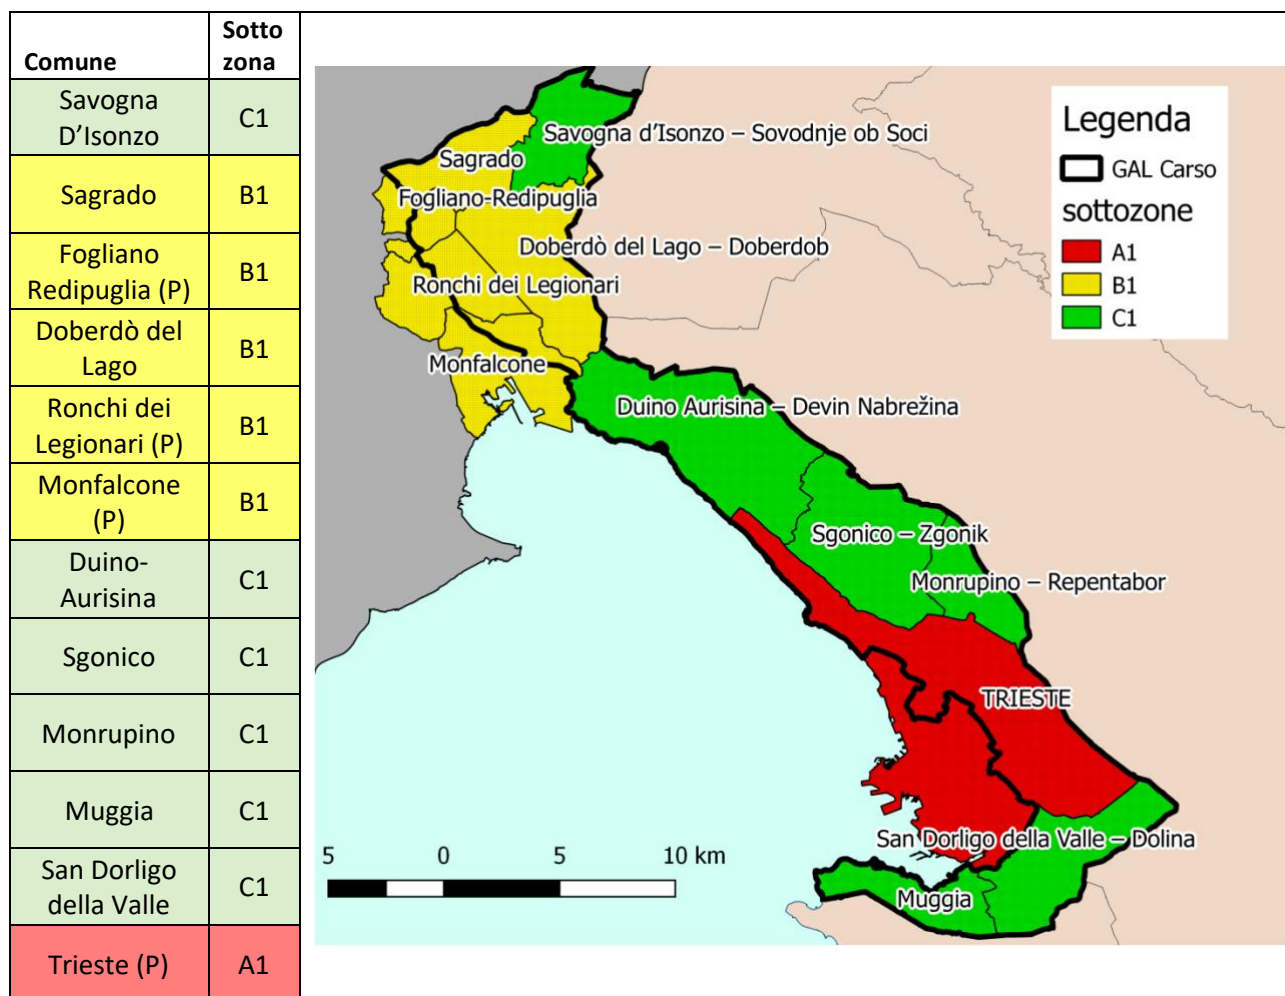 Comune
Sotto
zona
Savogna
D’Isonzo
C1
Sagrado
B1
Fogliano
Redipuglia (P)
B1
Doberdò del
Lago
B1
Ronchi dei
Legionari (P)
B1
Monfalcone
(P)
B1
Duino-
Aurisina
C1
Sgonico
C1
Monrupino
C1
Muggia
C1
San Dorligo
della Valle
C1
Trieste (P)
A1
Savogna d'Isonzo – Sovodnje ob Soci
Sagrado
Fogliano-Redipuglia
Doberdò del Lago – Doberdob
Ronchi dei Legionari
Monfalcone
Duino Aurisina – Devin Nabrežina
Sgonico – Zgonik
Monrupino – Repentabor
TRIESTE
San Dorligo della Valle – Dolina
Muggia
5 0 5 10 km
Legenda
GAL Carso
sottozone
A1
B1
C1